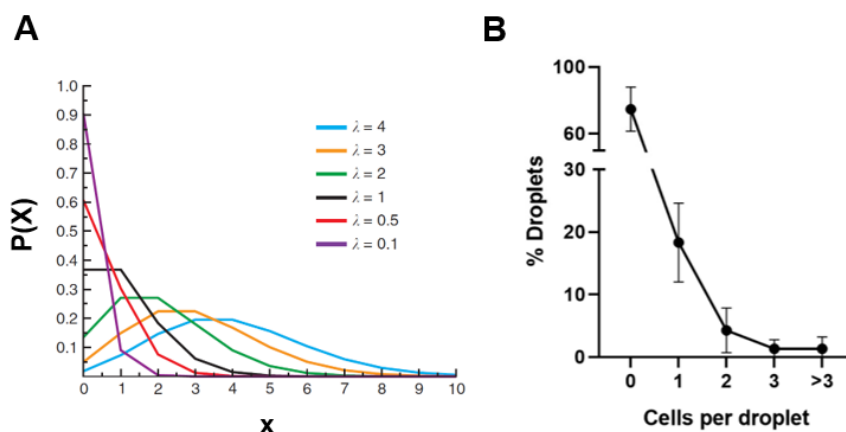 A
P(X)
1.0
0.9
0.8
0.7
0.6
0.5
0.4
0.3
0.2
0.1
λ = 4
λ = 3
λ = 2
λ = 1
λ = 0.5
λ = 0.1
0 1 2 3 4 5 6 7 8 9 10
x
B
% Droplets
100
60
30
20
10
0
0 1 2 3 >3
Cells per droplet